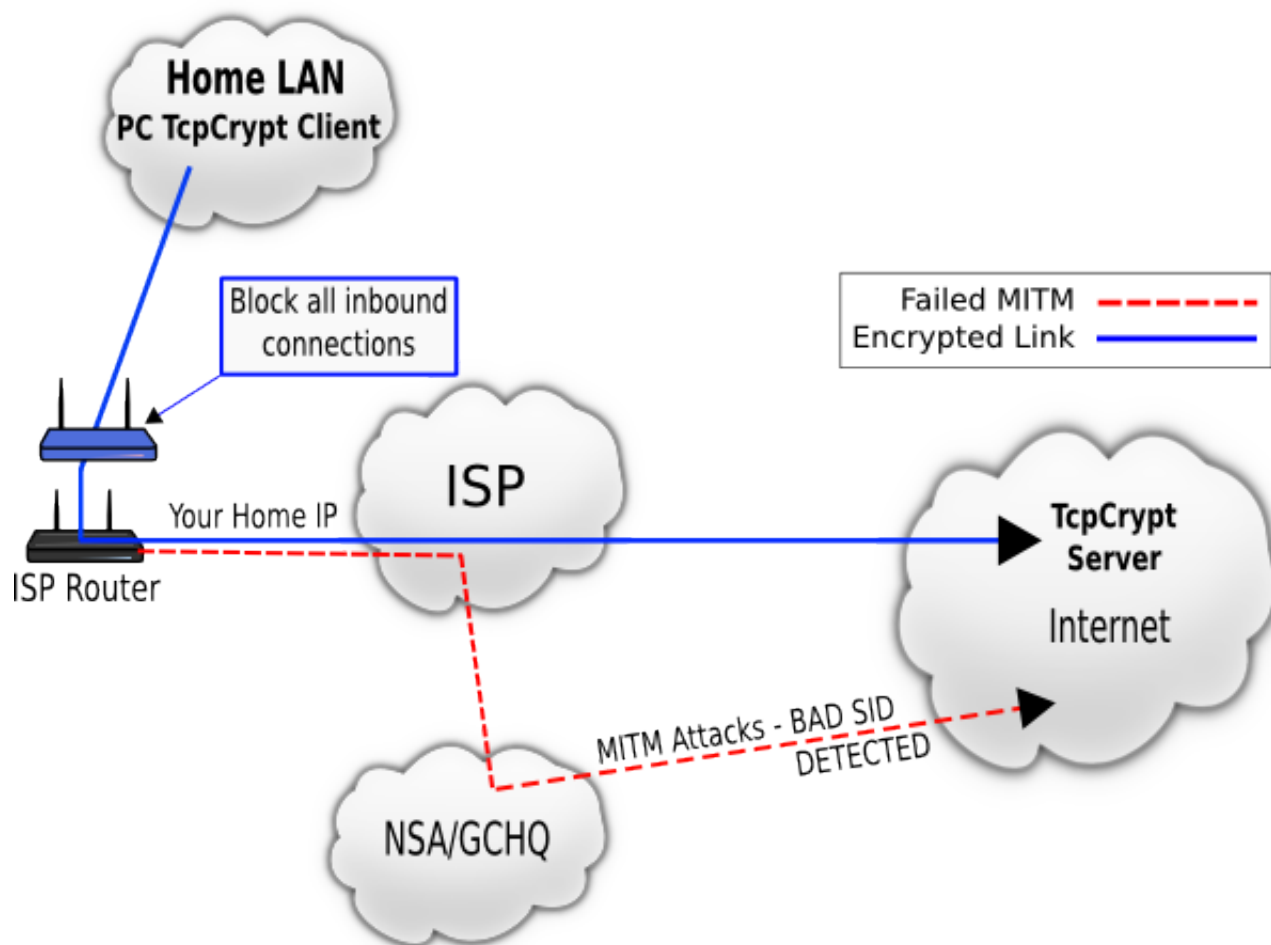 Home LAN
PC TcpCrypt Client
Block all inbound
connections
Failed MITM
Encrypted Link
ISP
Your Home IP
ISP Router
TcpCrypt
Server
Internet
MITM Attacks - BAD SID
DETECTED
NSA/GCHQ